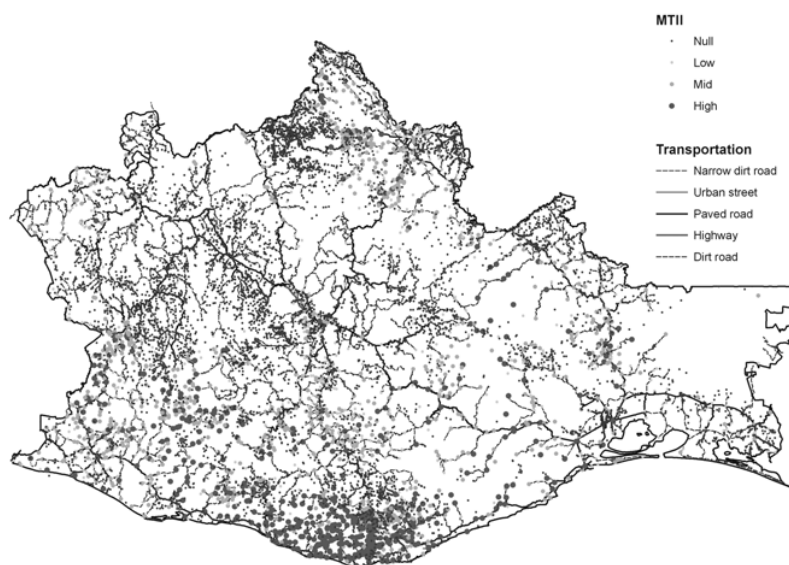 MTII
Null
Low
Mid
High
Transportation
Narrow dirt road
Urban street
Paved road
Highway
Dirt road